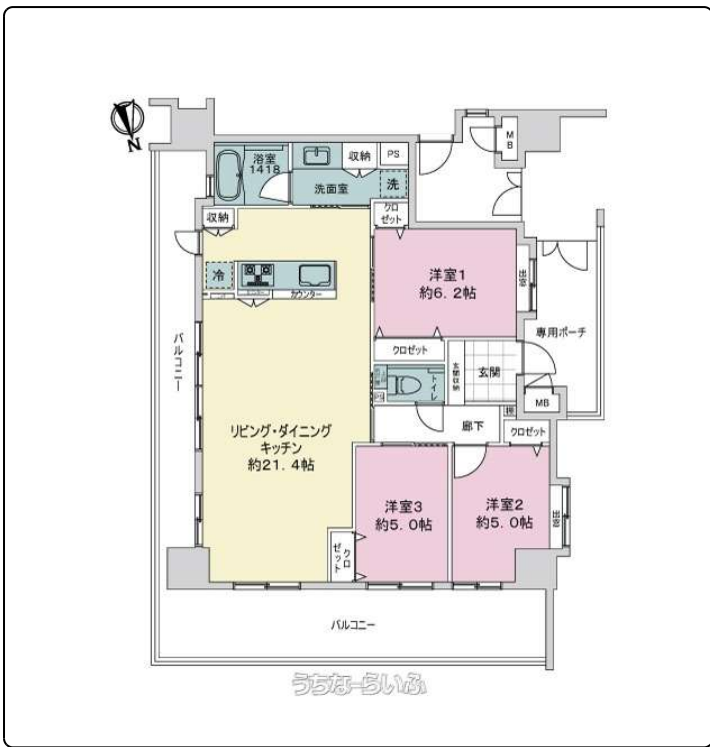 N
浴室
1418
収納
PS
洗面室
洗
MB
収納
クロ
ゼット
冷
カウンター
洋室1
約6.2帖
出窓
専用ポーチ
バルコニー
クロゼット
玄関収納
玄関
トイレ
PS
MB
リビング・ダイニング
キッチン
約21.4帖
廊下
クロゼット
洋室3
約5.0帖
洋室2
約5.0帖
出窓
クロ
ゼット
バルコニー
うちなーらいふ